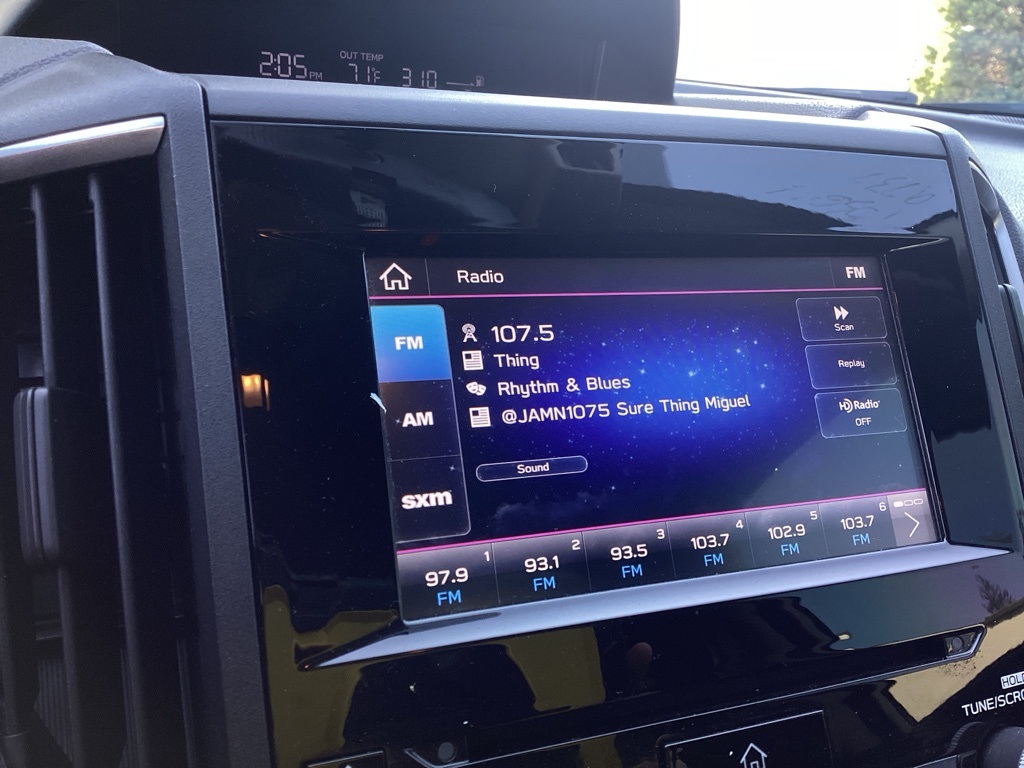 2:05 PM
OUT TEMP
71°F
310
Radio
FM
FM
AM
sxm
107.5
Thing
Rhythm & Blues
@JAMN1075 Sure Thing Miguel
Sound
Scan
Replay
HD Radio
OFF
1
97.9
FM
2
93.1
FM
3
93.5
FM
4
103.7
FM
5
102.9
FM
6
103.7
FM
TUNE/SCRO